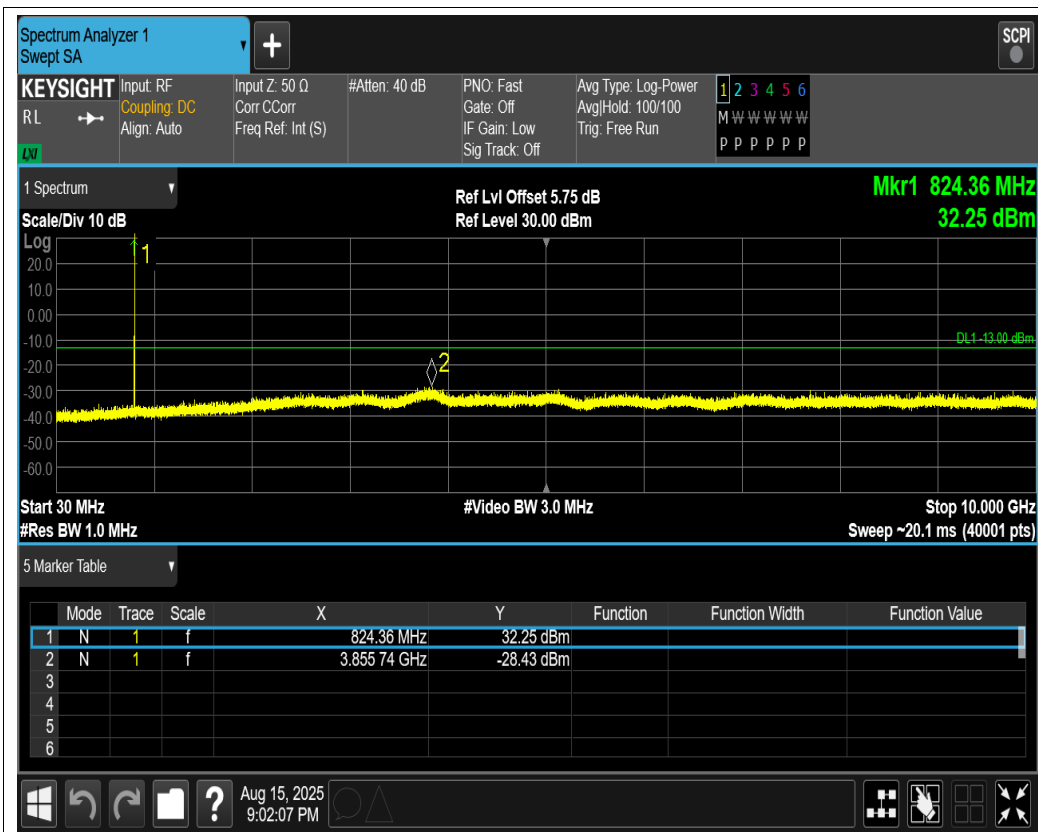 Spectrum Analyzer 1
Swept SA
+
SCPI
KEYSIGHT
RL
LXI
Input: RF
Coupling: DC
Align: Auto
Input Z: 50 Ω
Corr CCorr
Freq Ref: Int (S)
#Atten: 40 dB
PNO: Fast
Gate: Off
IF Gain: Low
Sig Track: Off
Avg Type: Log-Power
Avg|Hold: 100/100
Trig: Free Run
1 2 3 4 5 6
M W W W W W
P P P P P P
1 Spectrum
Scale/Div 10 dB
Ref Lvl Offset 5.75 dB
Ref Level 30.00 dBm
Mkr1 824.36 MHz
32.25 dBm
Log
1
20.0
10.0
0.00
-10.0
DL1 -13.00 dBm
-20.0
2
-30.0
-40.0
-50.0
-60.0
Start 30 MHz
#Video BW 3.0 MHz
Stop 10.000 GHz
#Res BW 1.0 MHz
Sweep ~20.1 ms (40001 pts)
5 Marker Table
Mode Trace Scale X Y Function Function Width Function Value
1 N 1 f 824.36 MHz 32.25 dBm
2 N 1 f 3.855 74 GHz -28.43 dBm
3
4
5
6
?
Aug 15, 2025
9:02:07 PM